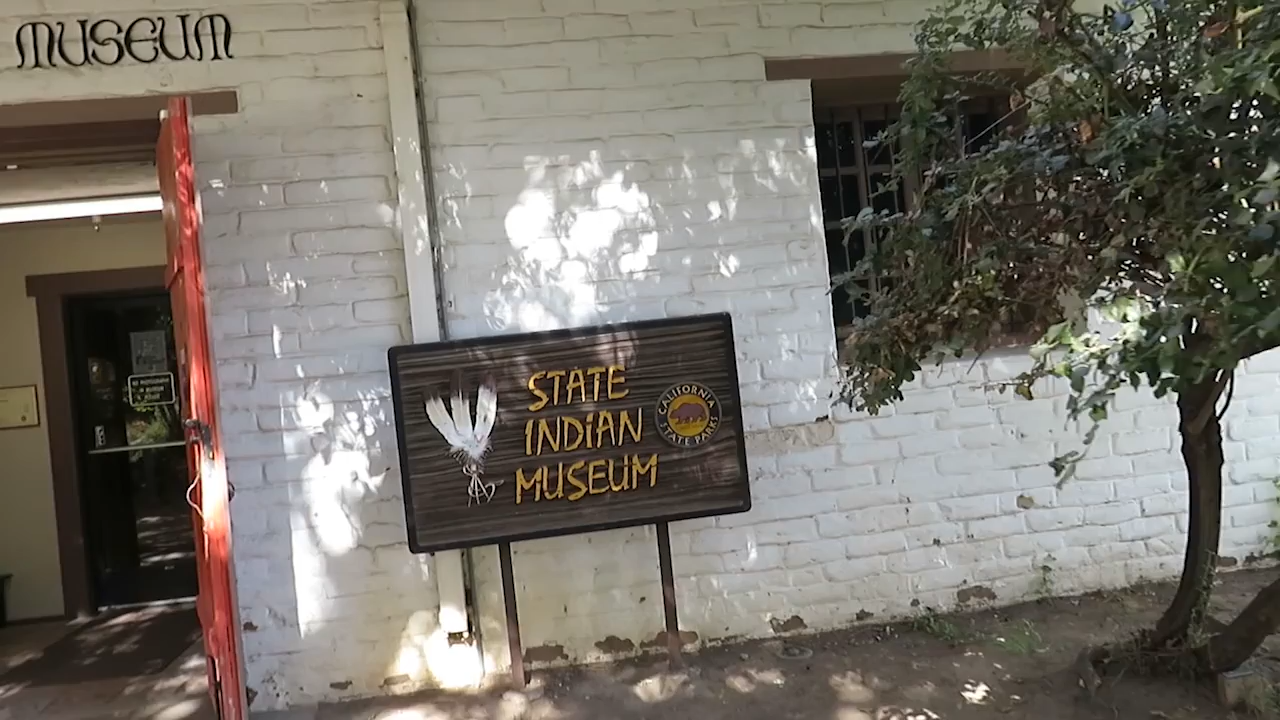 MUSEUM
STATE
INDIAN
MUSEUM
CALIFORNIA
STATE PARKS